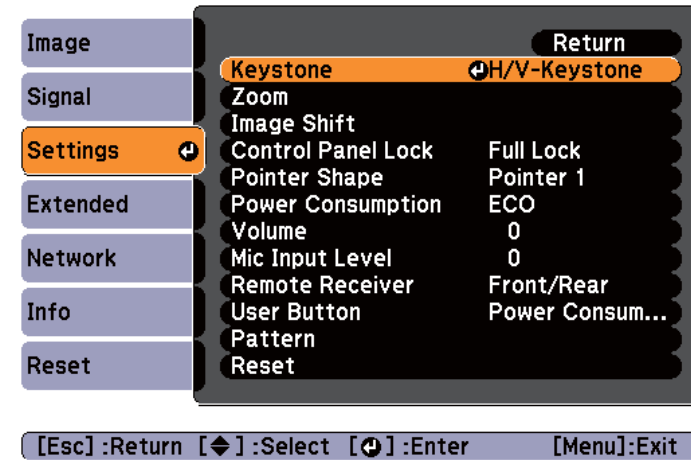 Image
Signal
Settings
Extended
Network
Info
Reset
Return
Keystone H/V-Keystone
Zoom
Image Shift
Control Panel Lock Full Lock
Pointer Shape Pointer 1
Power Consumption ECO
Volume 0
Mic Input Level 0
Remote Receiver Front/Rear
User Button Power Consum...
Pattern
Reset
[Esc] :Return [◆] :Select [⏎] :Enter [Menu]:Exit